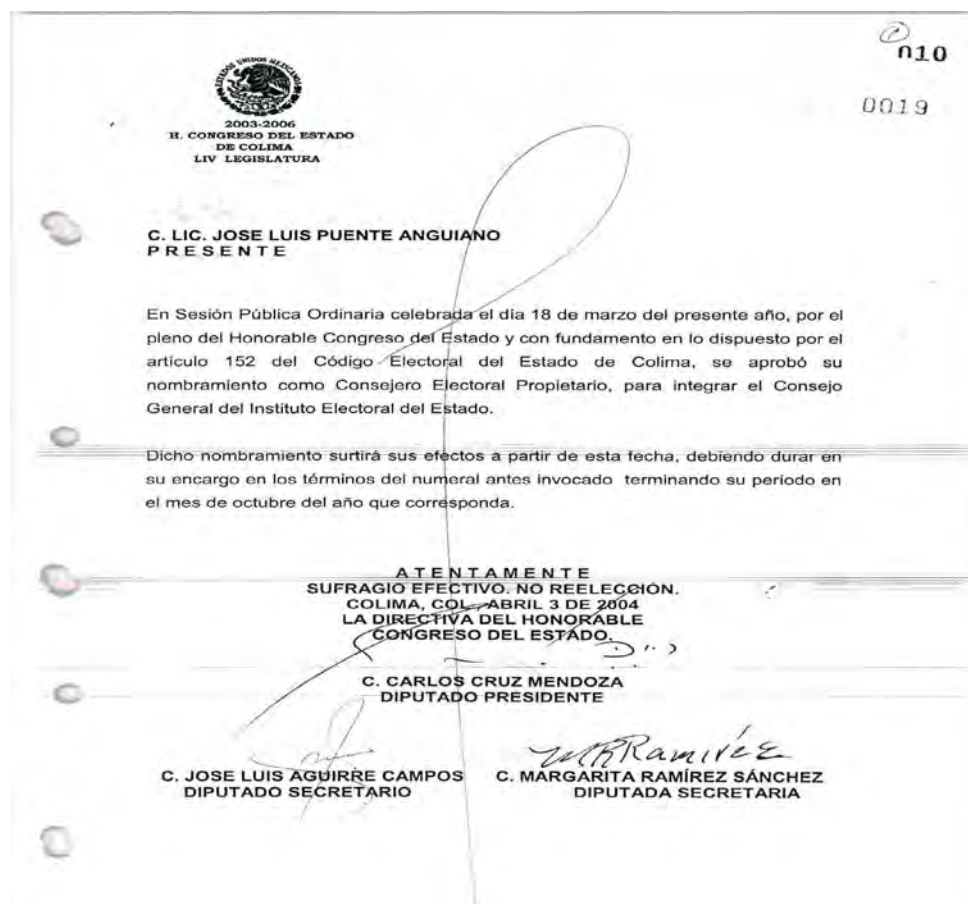 010
0019
ESTADOS UNIDOS MEXICANOS
2003-2006
H. CONGRESO DEL ESTADO
DE COLIMA
LIV LEGISLATURA
C. LIC. JOSE LUIS PUENTE ANGUIANO
P R E S E N T E
En Sesión Pública Ordinaria celebrada el día 18 de marzo del presente año, por el
pleno del Honorable Congreso del Estado y con fundamento en lo dispuesto por el
artículo 152 del Código Electoral del Estado de Colima, se aprobó su
nombramiento como Consejero Electoral Propietario, para integrar el Consejo
General del Instituto Electoral del Estado.
Dicho nombramiento surtirá sus efectos a partir de esta fecha, debiendo durar en
su encargo en los términos del numeral antes invocado terminando su periodo en
el mes de octubre del año que corresponda.
A T E N T A M E N T E
SUFRAGIO EFECTIVO. NO REELECCIÓN.
COLIMA, COL. ABRIL 3 DE 2004
LA DIRECTIVA DEL HONORABLE
CONGRESO DEL ESTADO.
C. CARLOS CRUZ MENDOZA
DIPUTADO PRESIDENTE
MRRamírez
C. JOSE LUIS AGUIRRE CAMPOS C. MARGARITA RAMÍREZ SÁNCHEZ
DIPUTADO SECRETARIO DIPUTADA SECRETARIA